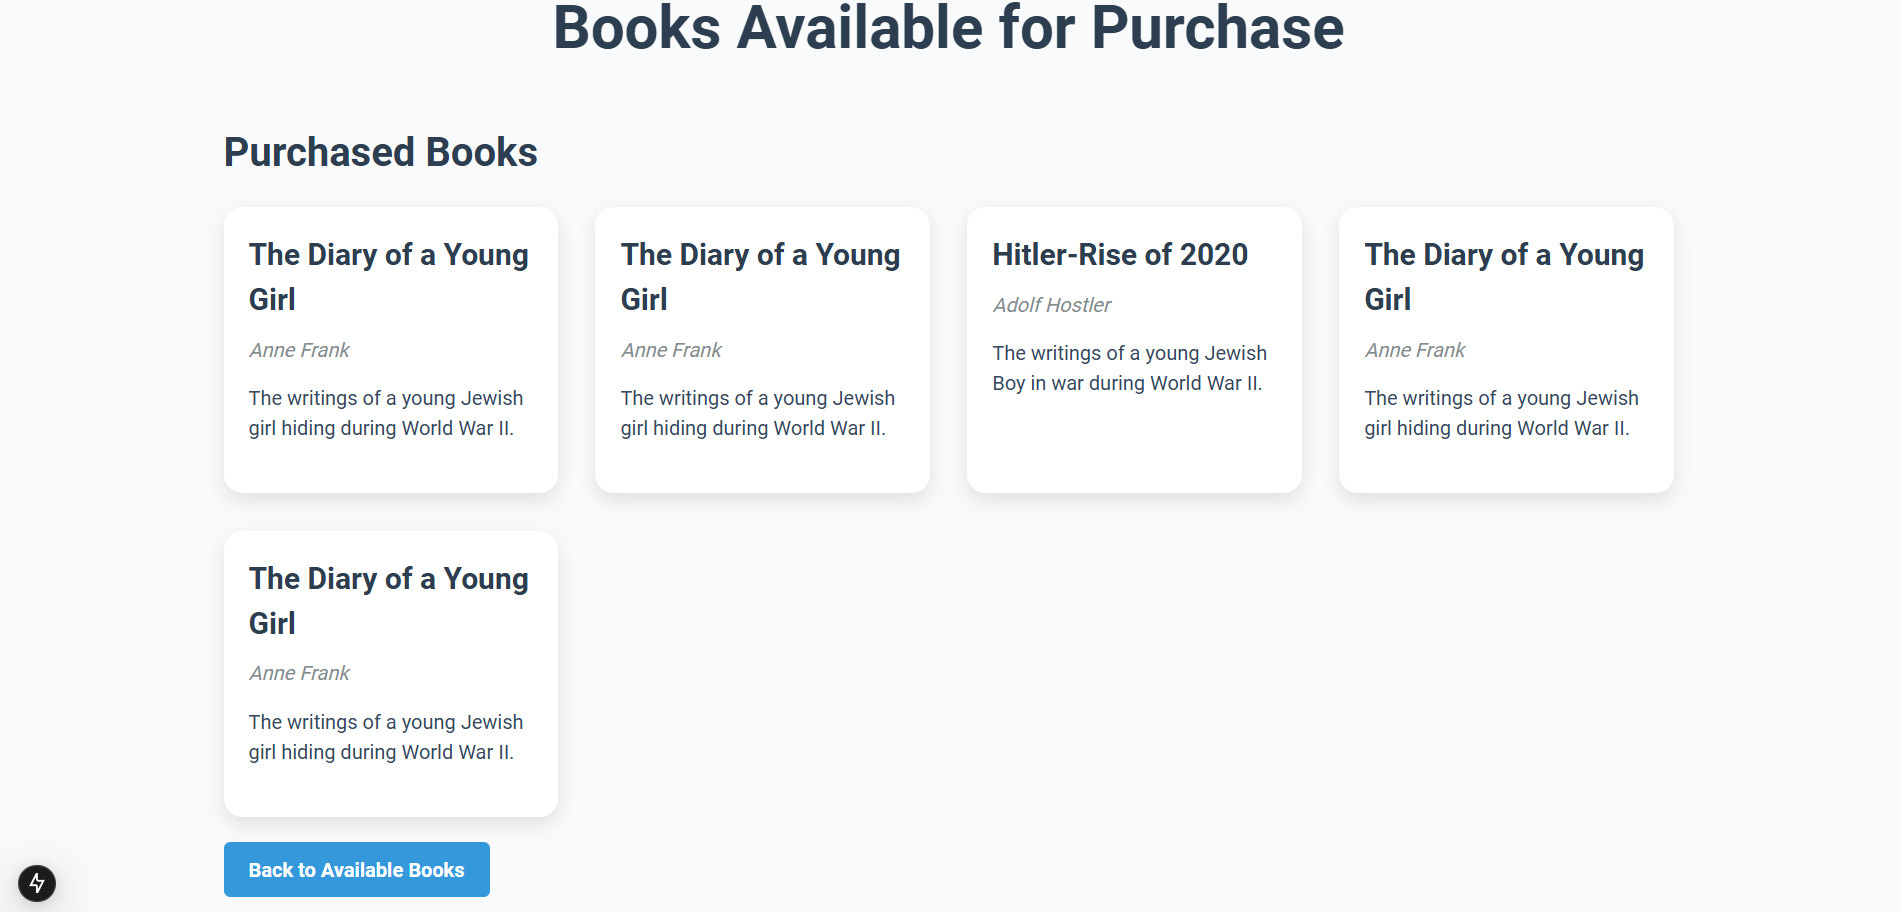 Books Available for Purchase
Purchased Books
The Diary of a Young
Girl
Anne Frank
The writings of a young Jewish
girl hiding during World War II.
The Diary of a Young
Girl
Anne Frank
The writings of a young Jewish
girl hiding during World War II.
Hitler-Rise of 2020
Adolf Hostler
The writings of a young Jewish
Boy in war during World War II.
The Diary of a Young
Girl
Anne Frank
The writings of a young Jewish
girl hiding during World War II.
The Diary of a Young
Girl
Anne Frank
The writings of a young Jewish
girl hiding during World War II.
Back to Available Books